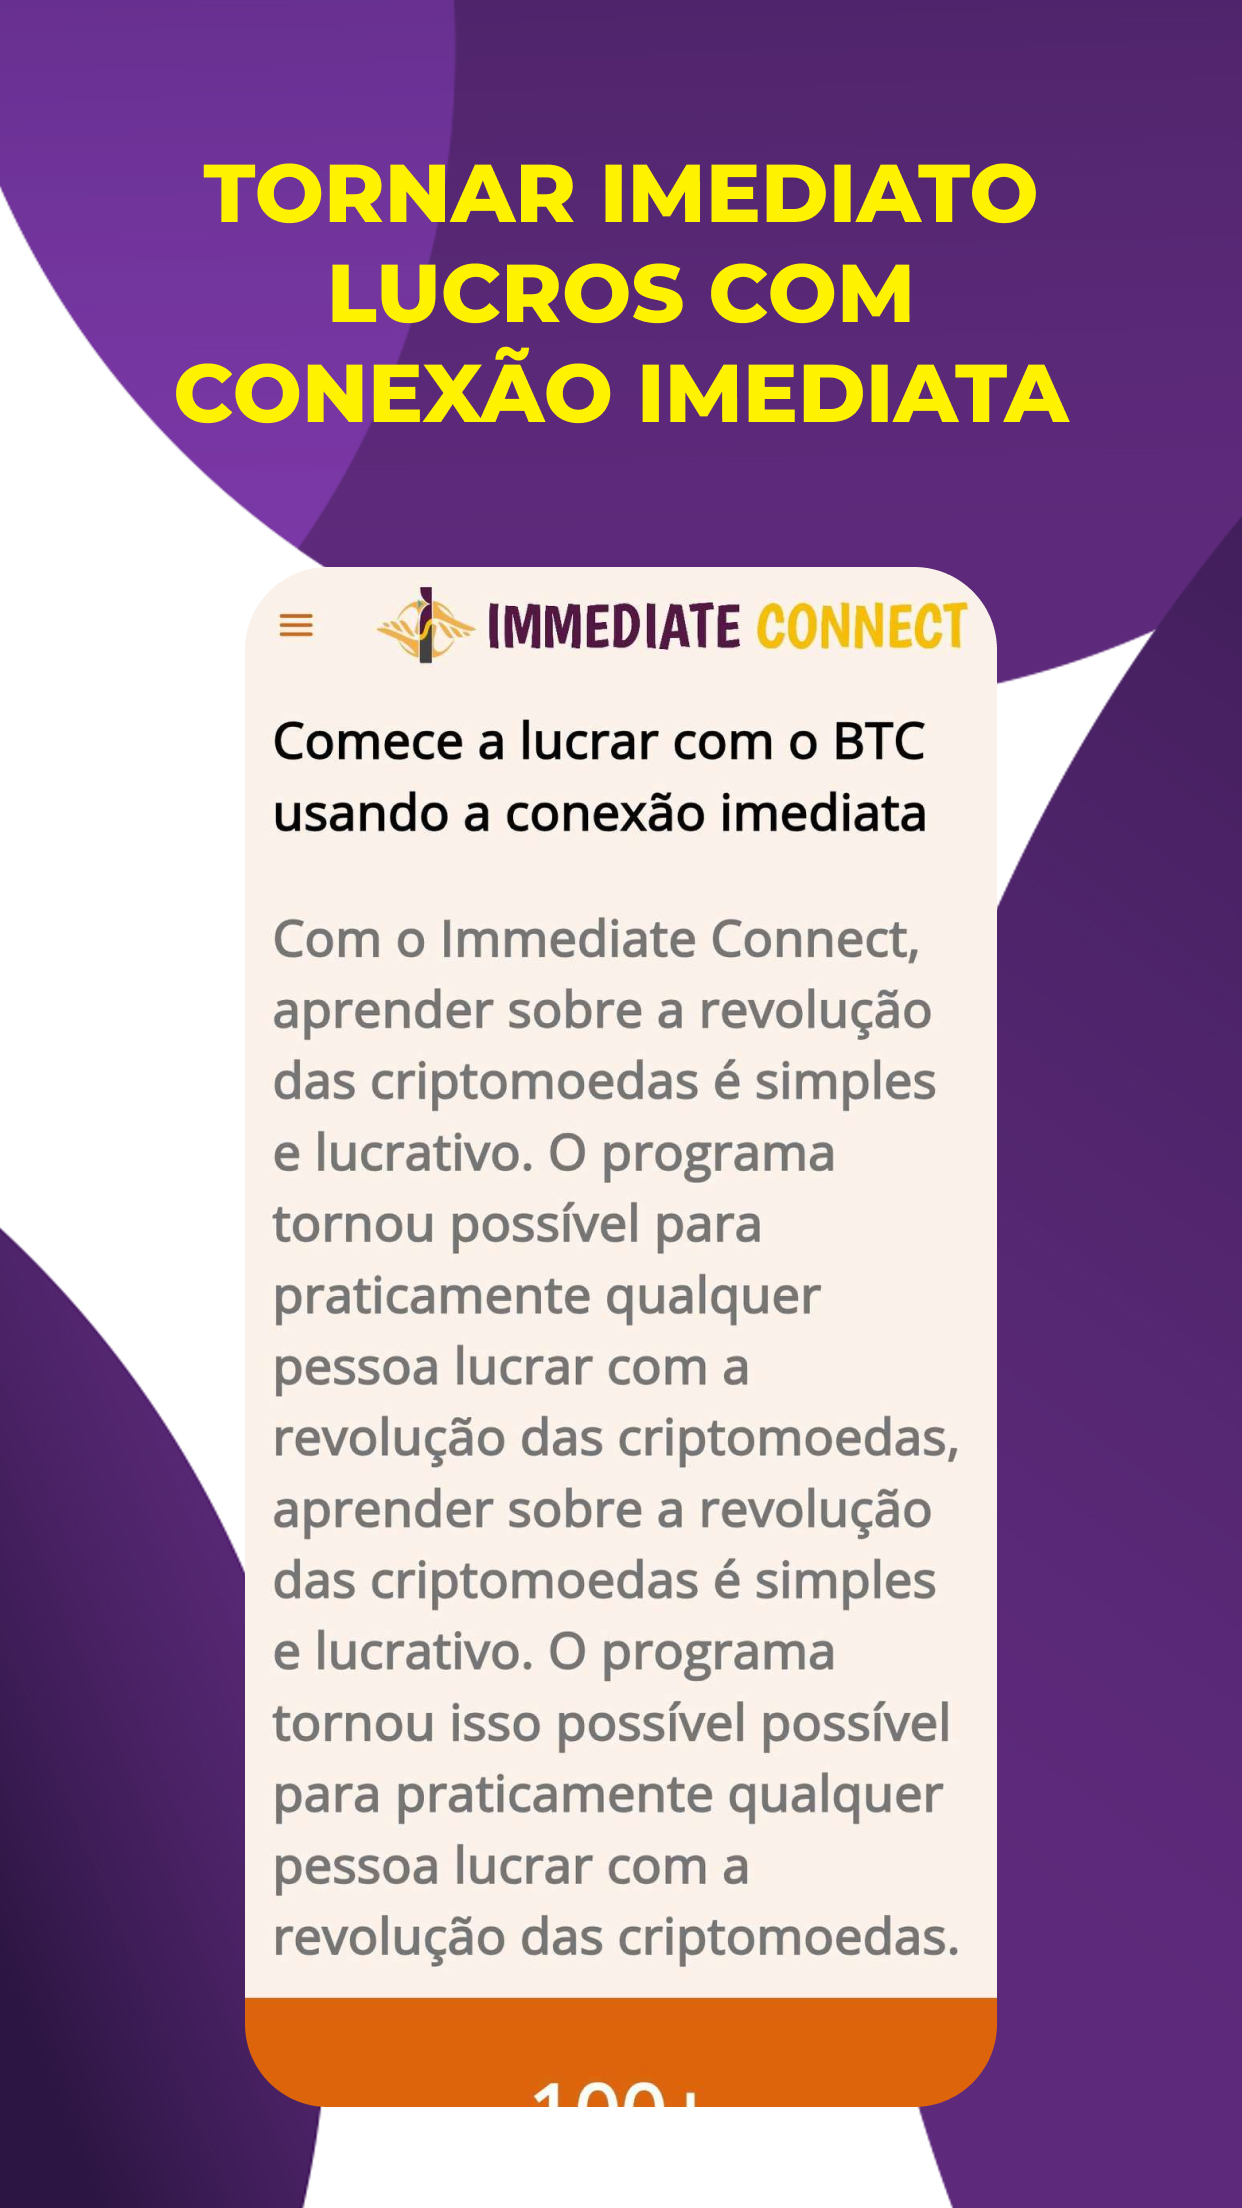 TORNAR IMEDIATO
LUCROS COM
CONEXÃO IMEDIATA
IMMEDIATE CONNECT
Comece a lucrar com o BTC
usando a conexão imediata
Com o Immediate Connect,
aprender sobre a revolução
das criptomoedas é simples
e lucrativo. O programa
tornou possível para
praticamente qualquer
pessoa lucrar com a
revolução das criptomoedas,
aprender sobre a revolução
das criptomoedas é simples
e lucrativo. O programa
tornou isso possível possível
para praticamente qualquer
pessoa lucrar com a
revolução das criptomoedas.
100+